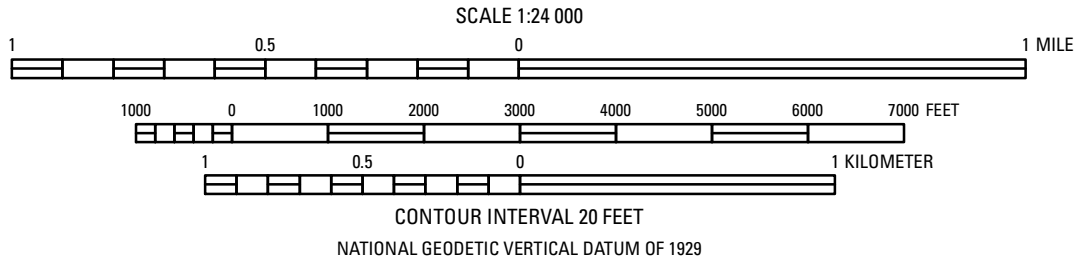 SCALE 1:24 000
1 0.5 0 1 MILE
1000 0 1000 2000 3000 4000 5000 6000 7000 FEET
1 0.5 0 1 KILOMETER
CONTOUR INTERVAL 20 FEET
NATIONAL GEODETIC VERTICAL DATUM OF 1929